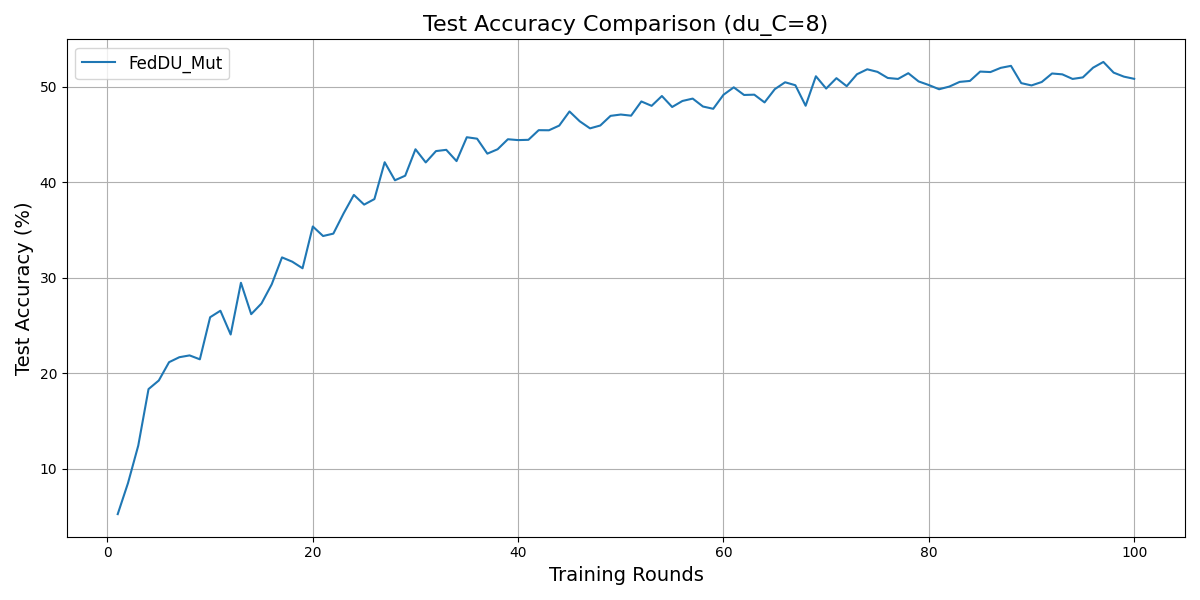 Test Accuracy Comparison (du_C=8)
FedDU_Mut
Test Accuracy (%)
50
40
30
20
10
0 20 40 60 80 100
Training Rounds